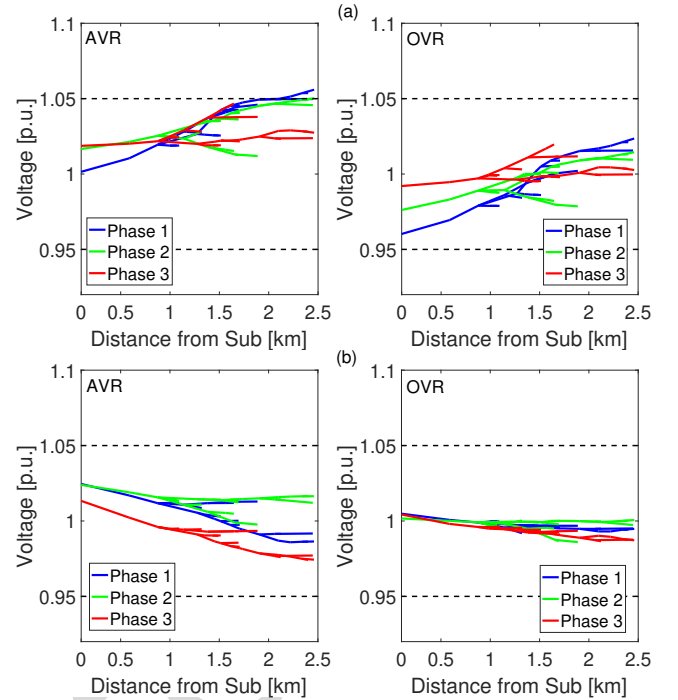 (a)
AVR
OVR
1.1
1.05
1
0.95
Voltage [p.u.]
Phase 1
Phase 2
Phase 3
0 0.5 1 1.5 2 2.5
Distance from Sub [km]
1.1
1.05
1
0.95
Voltage [p.u.]
Phase 1
Phase 2
Phase 3
0 0.5 1 1.5 2 2.5
Distance from Sub [km]
(b)
AVR
OVR
1.1
1.05
1
0.95
Voltage [p.u.]
Phase 1
Phase 2
Phase 3
0 0.5 1 1.5 2 2.5
Distance from Sub [km]
1.1
1.05
1
0.95
Voltage [p.u.]
Phase 1
Phase 2
Phase 3
0 0.5 1 1.5 2 2.5
Distance from Sub [km]